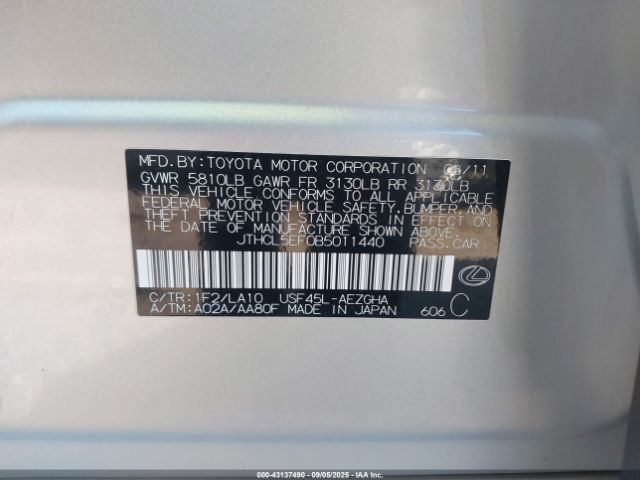 MFD. BY: TOYOTA MOTOR CORPORATION 03/11
GVWR 5810LB GAWR FR 3130LB RR 3130LB
THIS VEHICLE CONFORMS TO ALL APPLICABLE
FEDERAL MOTOR VEHICLE SAFETY, BUMPER, AND
THEFT PREVENTION STANDARDS IN EFFECT ON
THE DATE OF MANUFACTURE SHOWN ABOVE.
JTHCL5EF0B5011440 PASS.CAR
C/TR:1F2/LA10 USF45L-AEZGHA
A/TM:A02A/AA80F MADE IN JAPAN 606 C
000-43137490 - 09/05/2025 - IAA Inc.